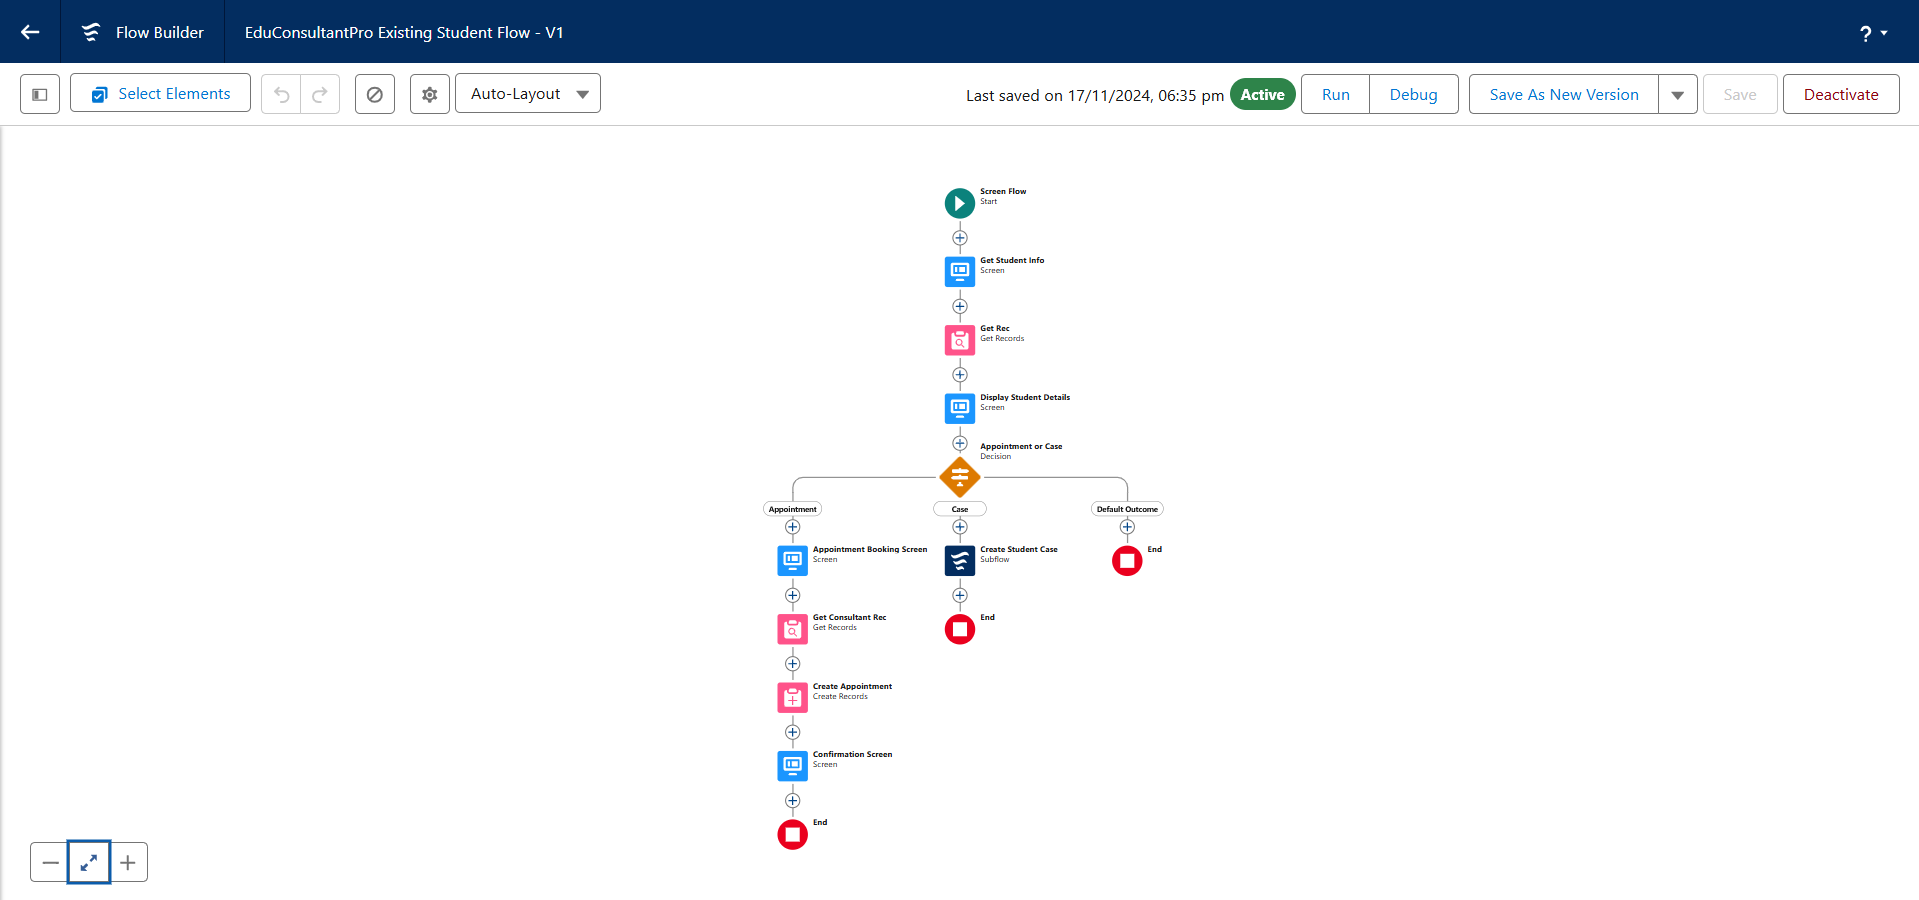 Flow Builder
EduConsultantPro Existing Student Flow - V1
?
Select Elements
Auto-Layout
Last saved on 17/11/2024, 06:35 pm
Active
Run
Debug
Save As New Version
Save
Deactivate
Screen Flow
Start
Get Student Info
Screen
Get Rec
Get Records
Display Student Details
Screen
Appointment or Case
Decision
Appointment
Case
Default Outcome
Appointment Booking Screen
Screen
Create Student Case
Subflow
End
Get Consultant Rec
Get Records
End
Create Appointment
Create Records
Confirmation Screen
Screen
End